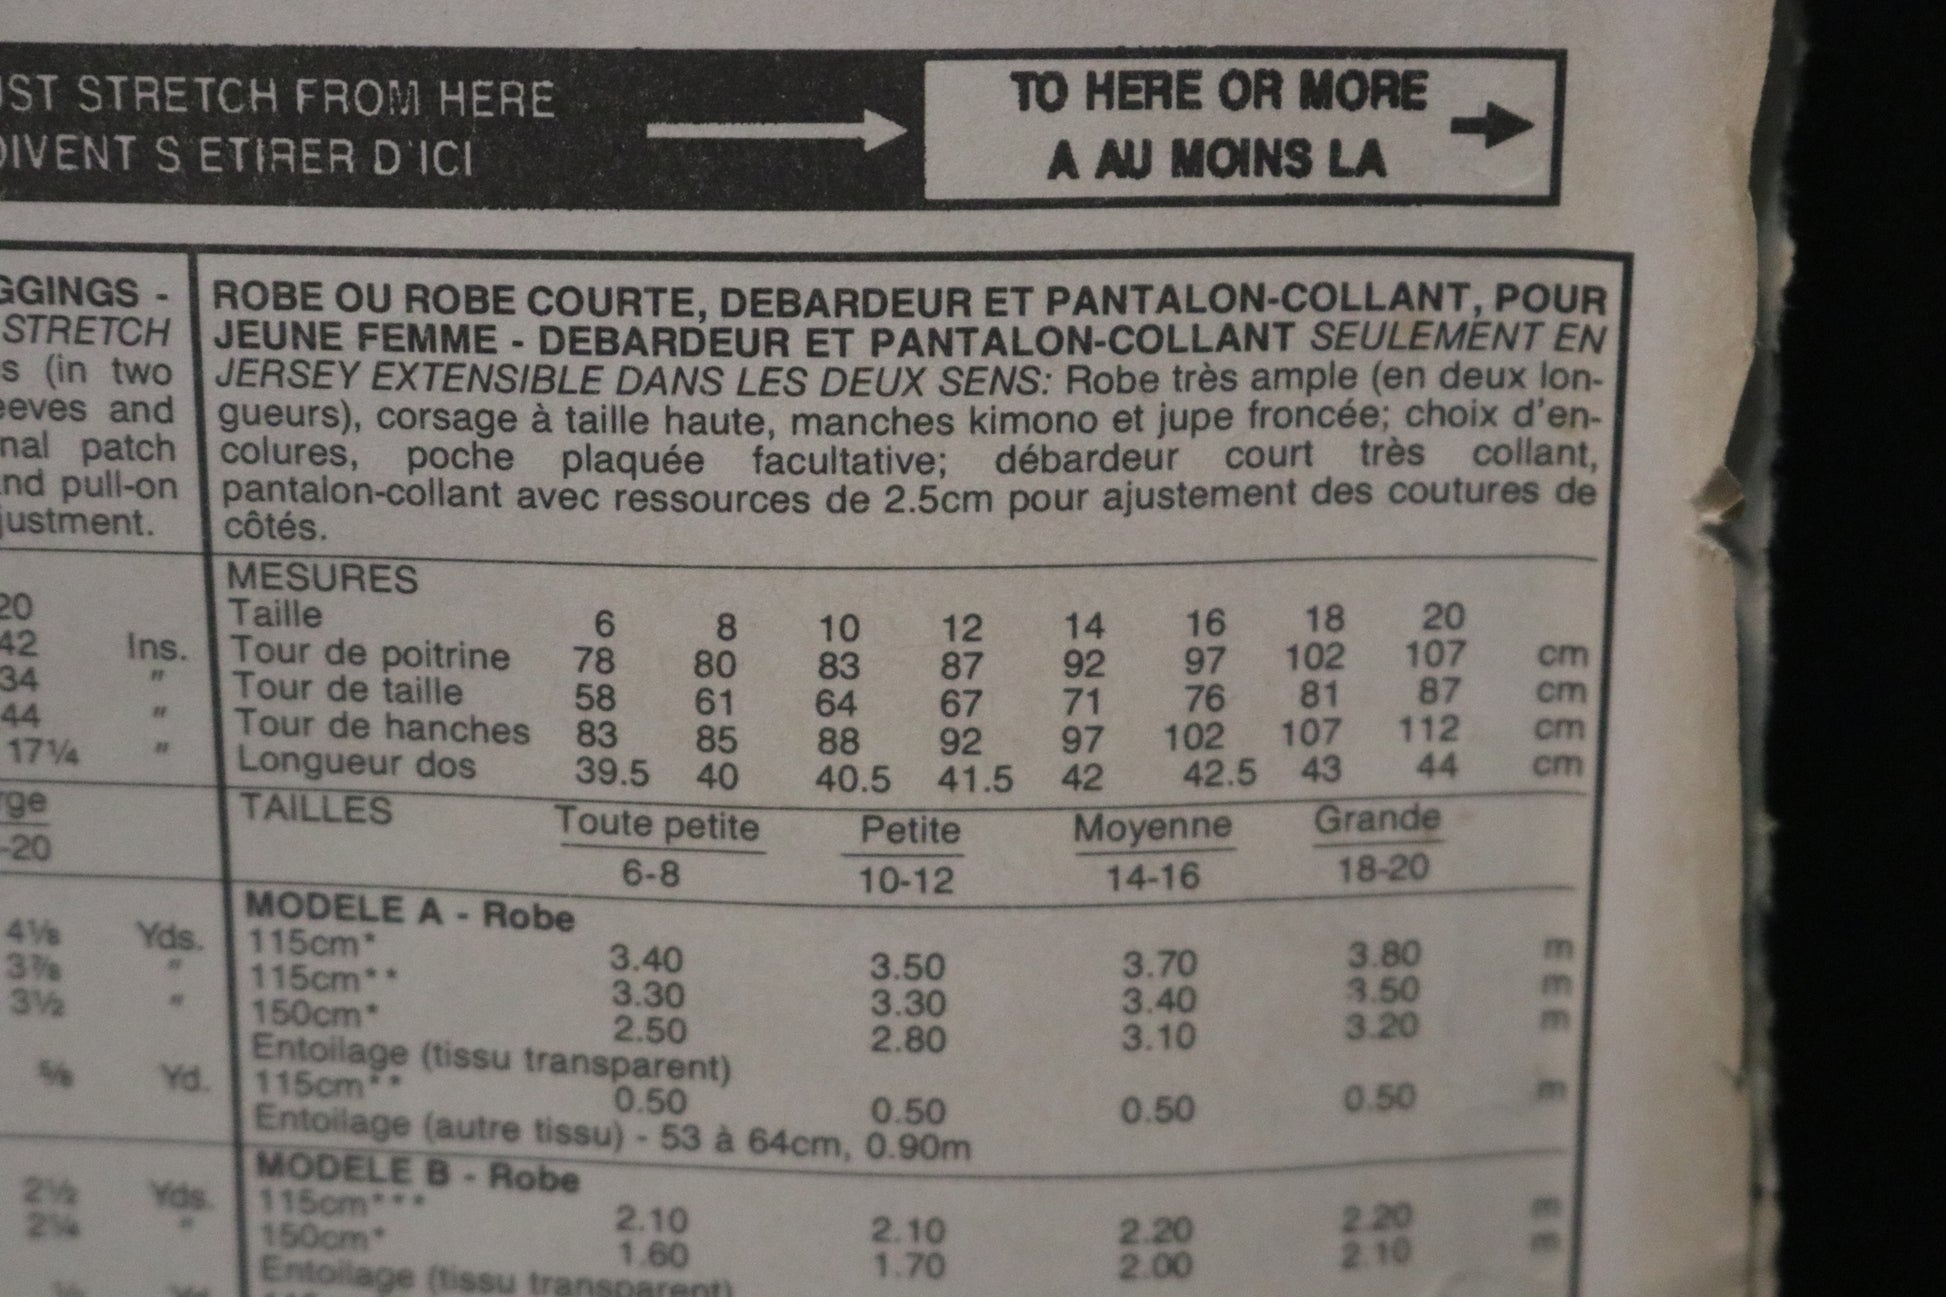 ST STRETCH FROM HERE
TO HERE OR MORE
IVENT S'ETIRER D'ICI
A AU MOINS LA
GGINGS -
STRETCH
s (in two
eeves and
nal patch
nd pull-on
justment.
20
42 Ins.
34 "
44 "
17¼ "
rge
-20
4⅛ Yds.
3⅞ "
3½ "
⅝ Yd.
2½ Yds.
2¼ "
ROBE OU ROBE COURTE, DEBARDEUR ET PANTALON-COLLANT, POUR
JEUNE FEMME - DEBARDEUR ET PANTALON-COLLANT SEULEMENT EN
JERSEY EXTENSIBLE DANS LES DEUX SENS: Robe très ample (en deux lon-
gueurs), corsage à taille haute, manches kimono et jupe froncée; choix d'en-
colures, poche plaquée facultative; débardeur court très collant,
pantalon-collant avec ressources de 2.5cm pour ajustement des coutures de
côtés.
MESURES
Taille 6 8 10 12 14 16 18 20
Tour de poitrine 78 80 83 87 92 97 102 107 cm
Tour de taille 58 61 64 67 71 76 81 87 cm
Tour de hanches 83 85 88 92 97 102 107 112 cm
Longueur dos 39.5 40 40.5 41.5 42 42.5 43 44 cm
TAILLES Toute petite Petite Moyenne Grande
6-8 10-12 14-16 18-20
MODELE A - Robe
115cm* 3.40 3.50 3.70 3.80 m
115cm** 3.30 3.30 3.40 3.50 m
150cm* 2.50 2.80 3.10 3.20 m
Entoilage (tissu transparent)
115cm** 0.50 0.50 0.50 0.50 m
Entoilage (autre tissu) - 53 à 64cm, 0.90m
MODELE B - Robe
115cm*** 2.10 2.10 2.20 2.20 m
150cm* 1.60 1.70 2.00 2.10 m
Entoilage (tissu transparent)